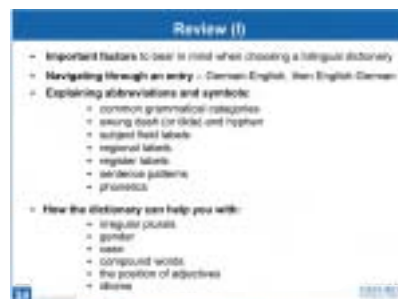 Review (I)
Important factors to bear in mind when choosing a bilingual dictionary
Navigating through an entry – German-English, then English-German
Explaining abbreviations and symbols:
common grammatical categories
swung dash (or tilde) and hyphen
subject field labels
regional labels
register labels
sentence patterns
phonetics
How the dictionary can help you with:
irregular plurals
gender
case
compound words
the position of adjectives
idioms